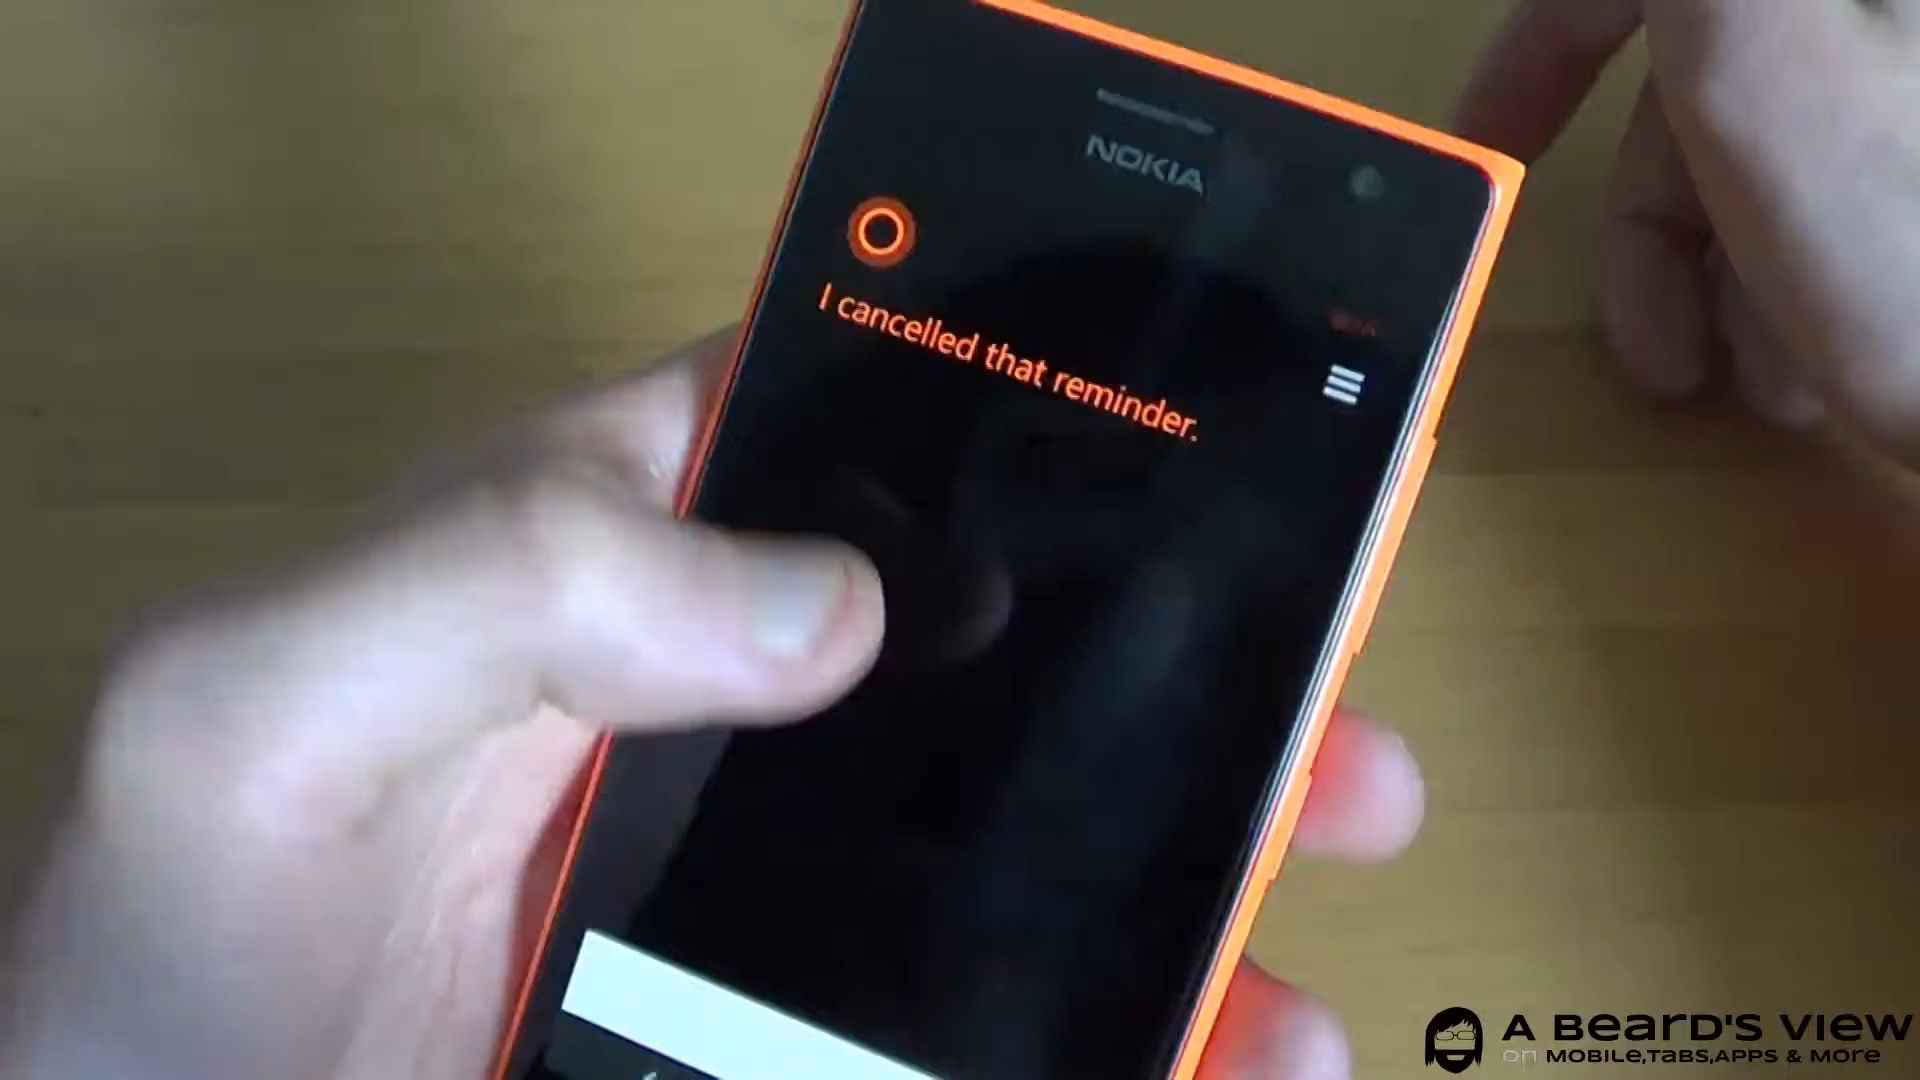 NOKIA
I cancelled that reminder.
A BEARD'S VIEW
on MOBILE,TABS,APPS & MORE